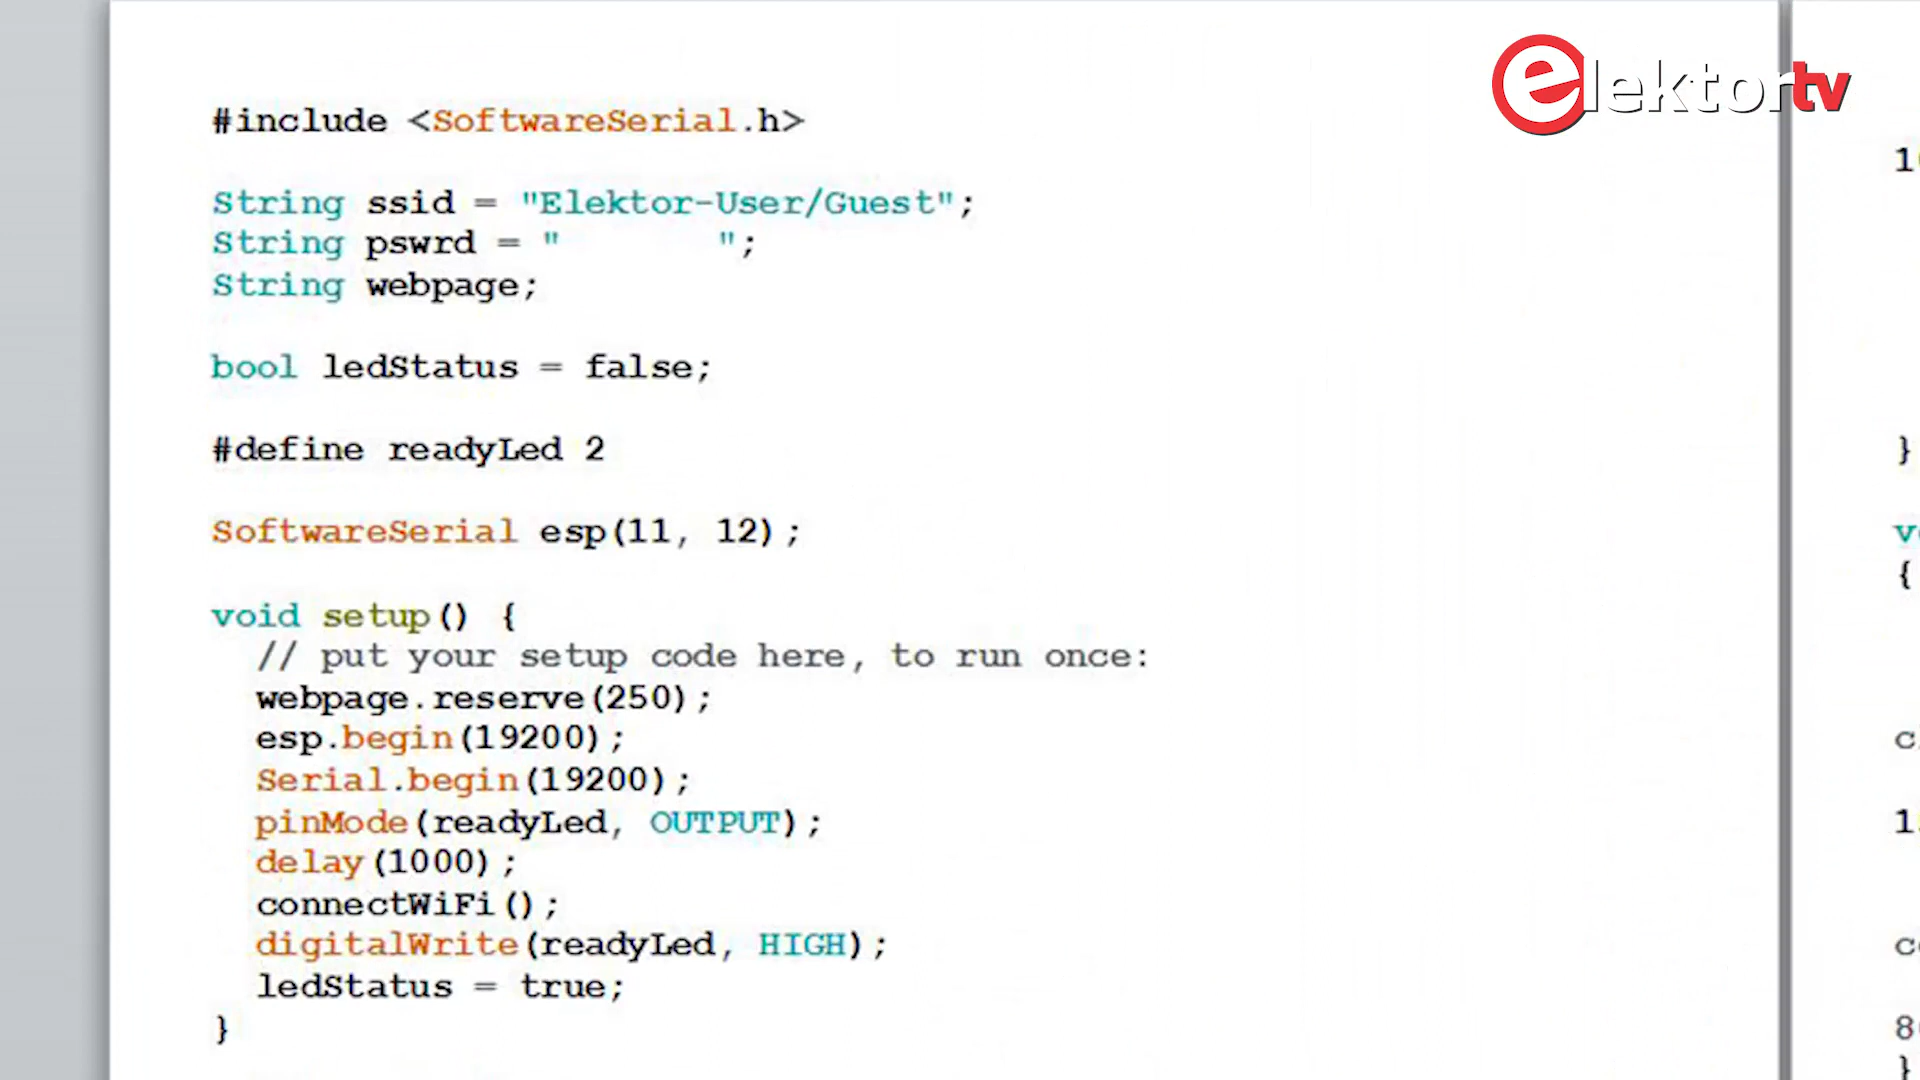 elektortv
#include <SoftwareSerial.h>
String ssid = "Elektor-User/Guest";
String pswrd = "        ";
String webpage;
bool ledStatus = false;
#define readyLed 2
SoftwareSerial esp(11, 12);
void setup() {
// put your setup code here, to run once:
webpage.reserve(250);
esp.begin(19200);
Serial.begin(19200);
pinMode(readyLed, OUTPUT);
delay(1000);
connectWiFi();
digitalWrite(readyLed, HIGH);
ledStatus = true;
}
}
{
}